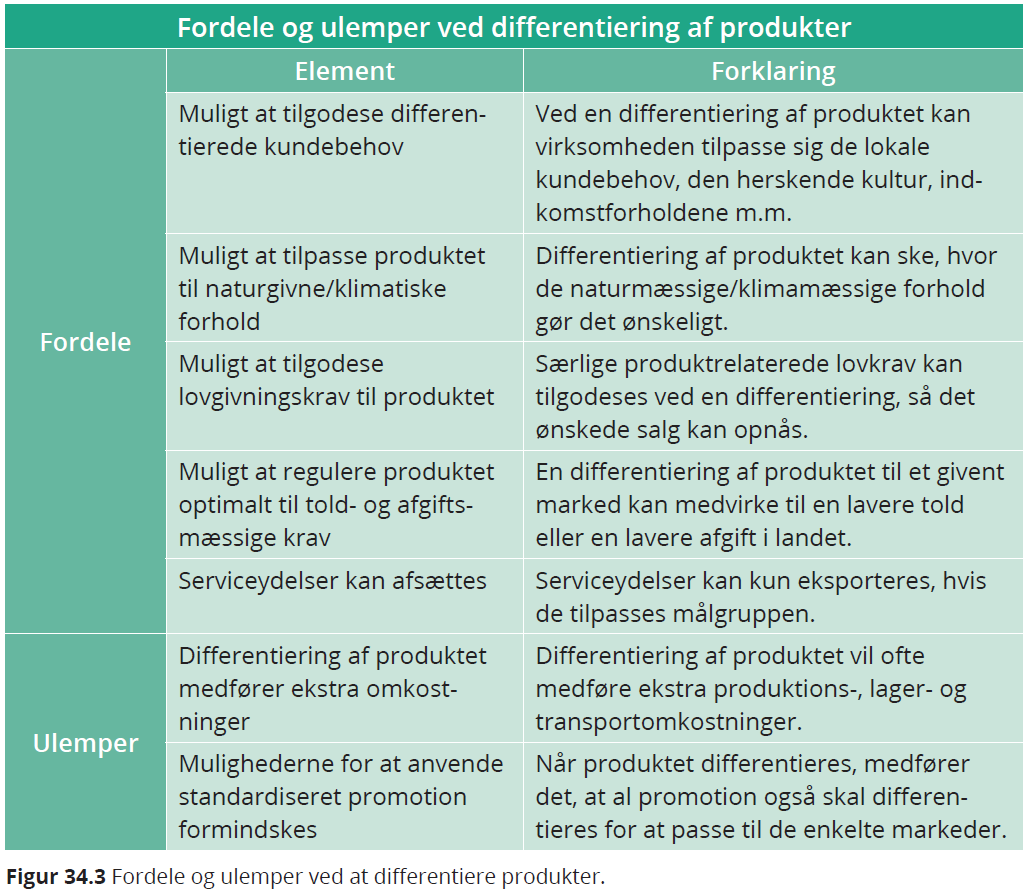 Fordele og ulemper ved differentiering af produkter
Element
Forklaring
Fordele
Muligt at tilgodese differen-
tierede kundebehov
Ved en differentiering af produktet kan
virksomheden tilpasse sig de lokale
kundebehov, den herskende kultur, ind-
komstforholdene m.m.
Muligt at tilpasse produktet
til naturgivne/klimatiske
forhold
Differentiering af produktet kan ske, hvor
de naturmæssige/klimamæssige forhold
gør det ønskeligt.
Muligt at tilgodese
lovgivningskrav til produktet
Særlige produktrelaterede lovkrav kan
tilgodeses ved en differentiering, så det
ønskede salg kan opnås.
Muligt at regulere produktet
optimalt til told- og afgifts-
mæssige krav
En differentiering af produktet til et givent
marked kan medvirke til en lavere told
eller en lavere afgift i landet.
Serviceydelser kan afsættes
Serviceydelser kan kun eksporteres, hvis
de tilpasses målgruppen.
Ulemper
Differentiering af produktet
medfører ekstra omkost-
ninger
Differentiering af produktet vil ofte
medføre ekstra produktions-, lager- og
transportomkostninger.
Mulighederne for at anvende
standardiseret promotion
formindskes
Når produktet differentieres, medfører
det, at al promotion også skal differen-
tieres for at passe til de enkelte markeder.
Figur 34.3 Fordele og ulemper ved at differentiere produkter.